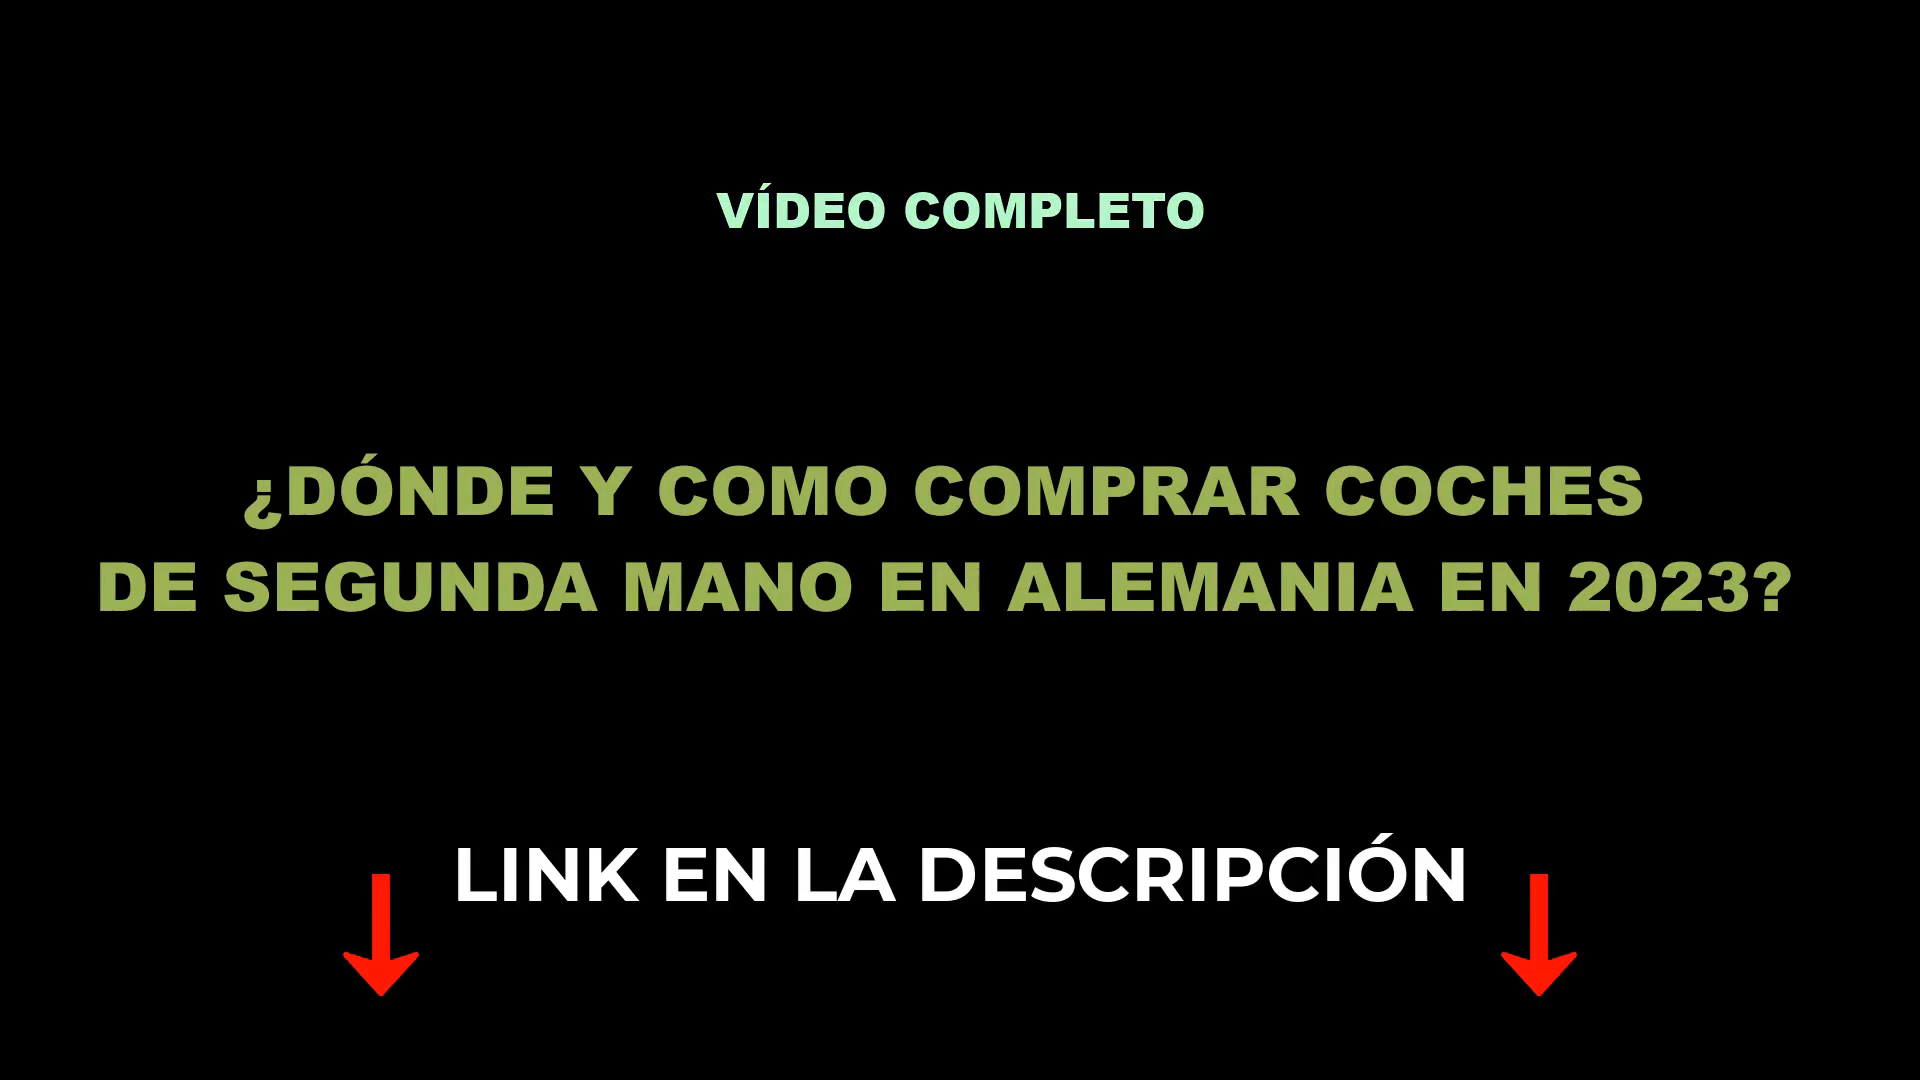 VÍDEO COMPLETO
¿DÓNDE Y COMO COMPRAR COCHES
DE SEGUNDA MANO EN ALEMANIA EN 2023?
LINK EN LA DESCRIPCIÓN